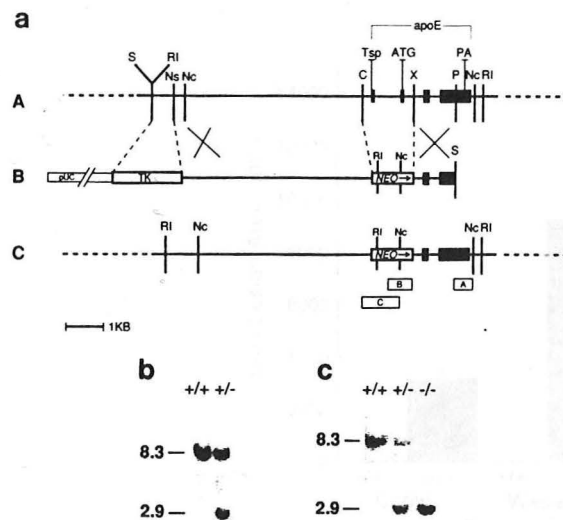 a
apoE
S RI Tsp ATG PA
Ns Nc C X P Nc RI
A
S
RI Nc
B pUC TK NEO
RI Nc RI Nc Nc RI
C NEO
B A
C
1KB
b c
+/+ +/- +/+ +/- -/-
8.3 8.3
2.9 2.9